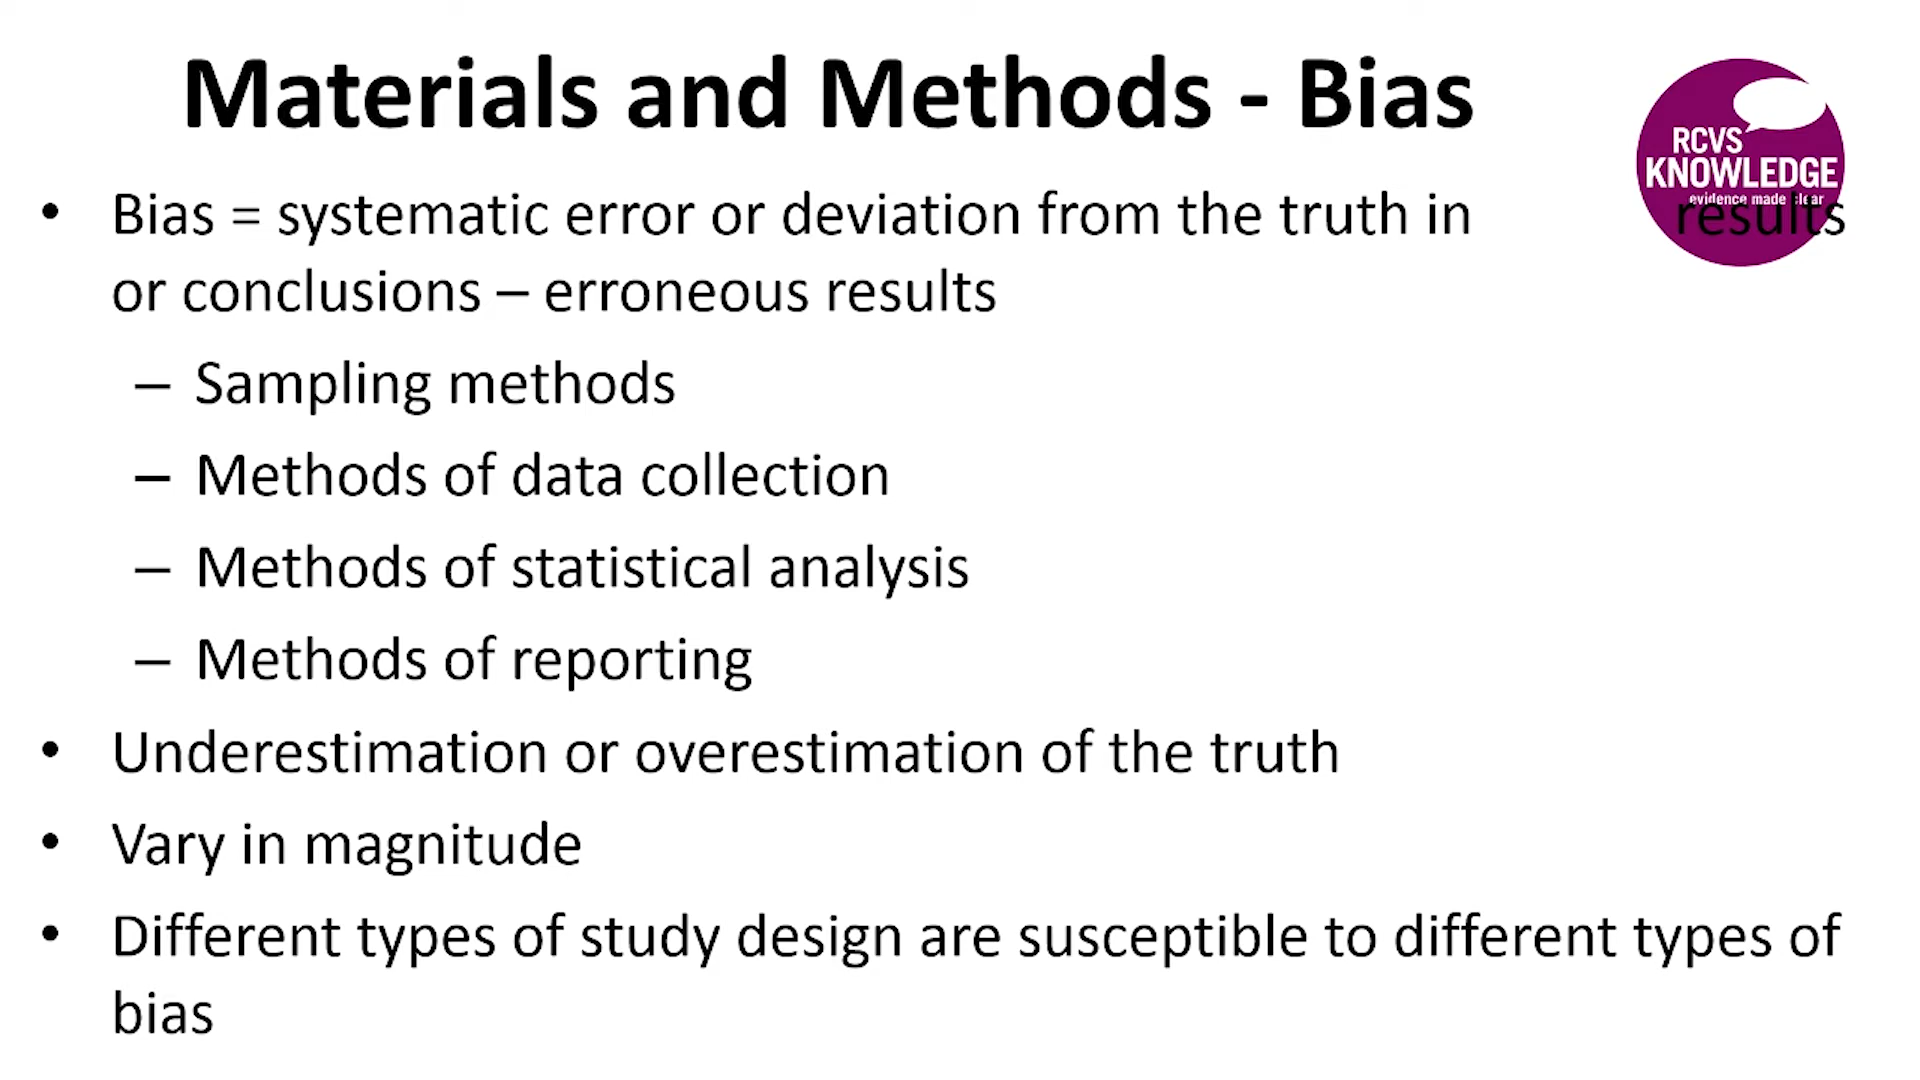 Materials and Methods - Bias
RCVS
KNOWLEDGE
evidence made clear
• Bias = systematic error or deviation from the truth in results
or conclusions – erroneous results
– Sampling methods
– Methods of data collection
– Methods of statistical analysis
– Methods of reporting
• Underestimation or overestimation of the truth
• Vary in magnitude
• Different types of study design are susceptible to different types of
bias